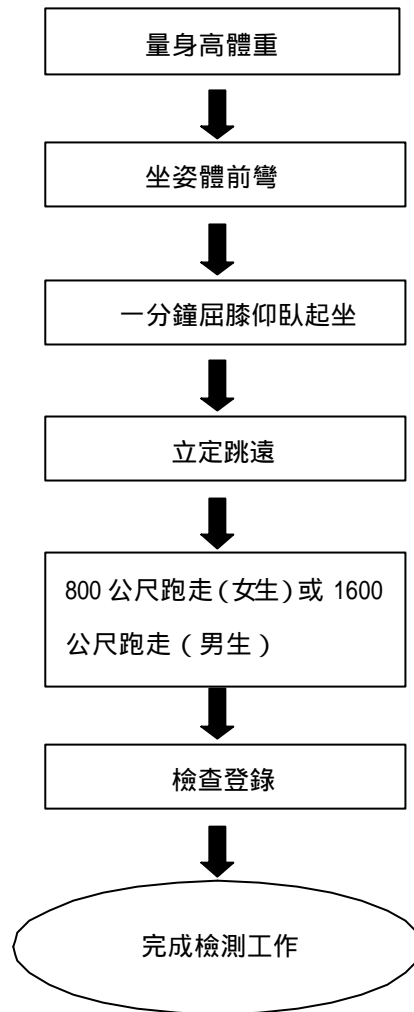 量身高體重
坐姿體前彎
一分鐘屈膝仰臥起坐
立定跳遠
800 公尺跑走(女生)或 1600
公尺跑走(男生)
檢查登錄
完成檢測工作